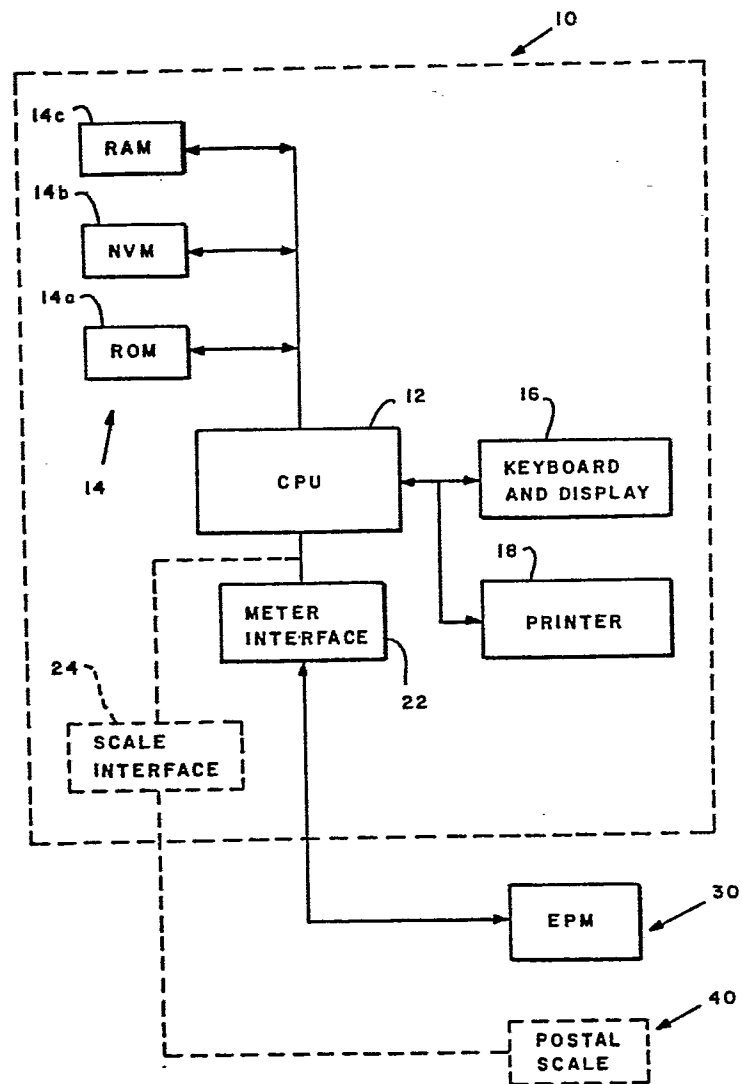 10
14c
RAM
14b
NVM
14a
ROM
14
12
CPU
16
KEYBOARD
AND DISPLAY
18
PRINTER
METER
INTERFACE
22
24
SCALE
INTERFACE
EPM
30
POSTAL
SCALE
40